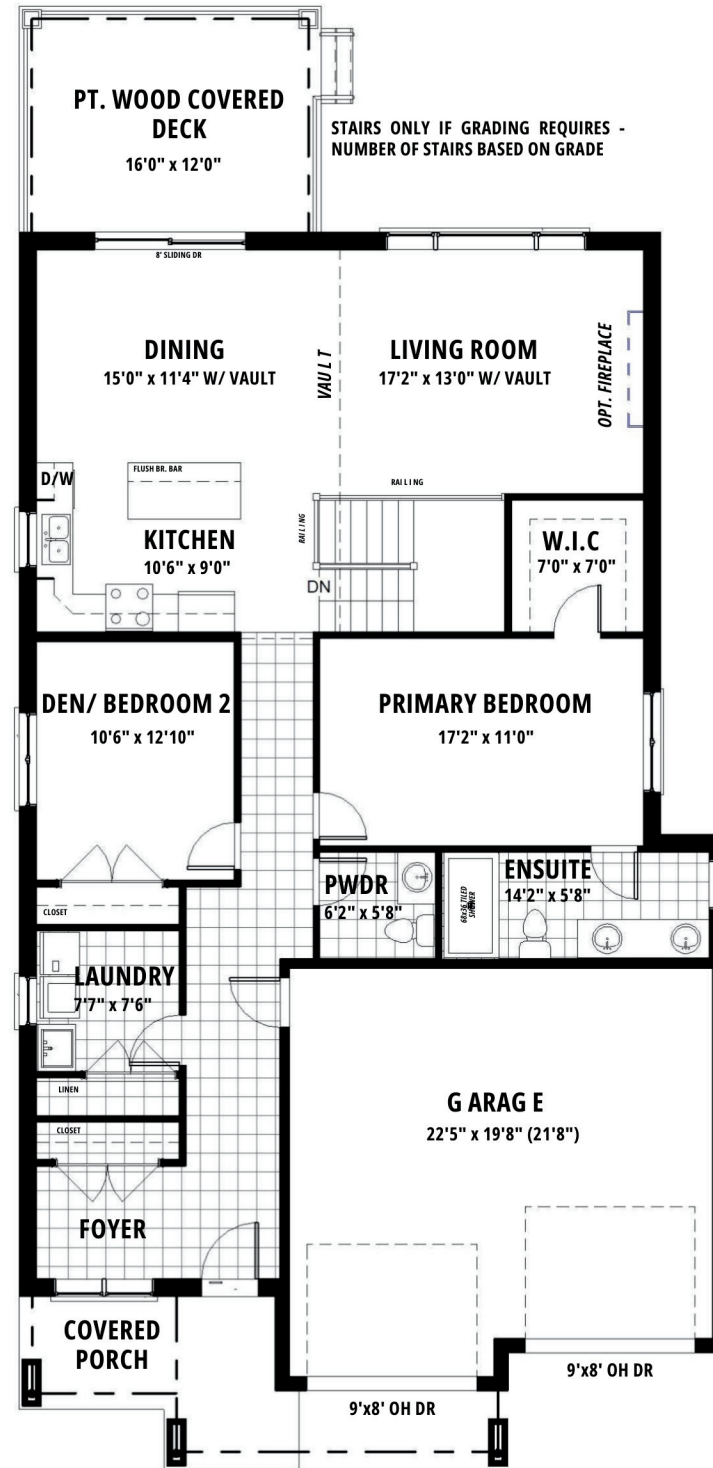 PT. WOOD COVERED
DECK
16'0" x 12'0"
STAIRS ONLY IF GRADING REQUIRES -
NUMBER OF STAIRS BASED ON GRADE
8' SLIDING DR
DINING
15'0" x 11'4" W/ VAULT
VAULT
LIVING ROOM
17'2" x 13'0" W/ VAULT
OPT. FIREPLACE
D/W
FLUSH BR. BAR
RAILING
RAILING
KITCHEN
10'6" x 9'0"
DN
W.I.C
7'0" x 7'0"
DEN/ BEDROOM 2
10'6" x 12'10"
PRIMARY BEDROOM
17'2" x 11'0"
CLOSET
PWDR
6'2" x 5'8"
68x36 TILED
SHOWER
ENSUITE
14'2" x 5'8"
LAUNDRY
7'7" x 7'6"
LINEN
CLOSET
GARAGE
22'5" x 19'8" (21'8")
FOYER
COVERED
PORCH
9'x8' OH DR
9'x8' OH DR